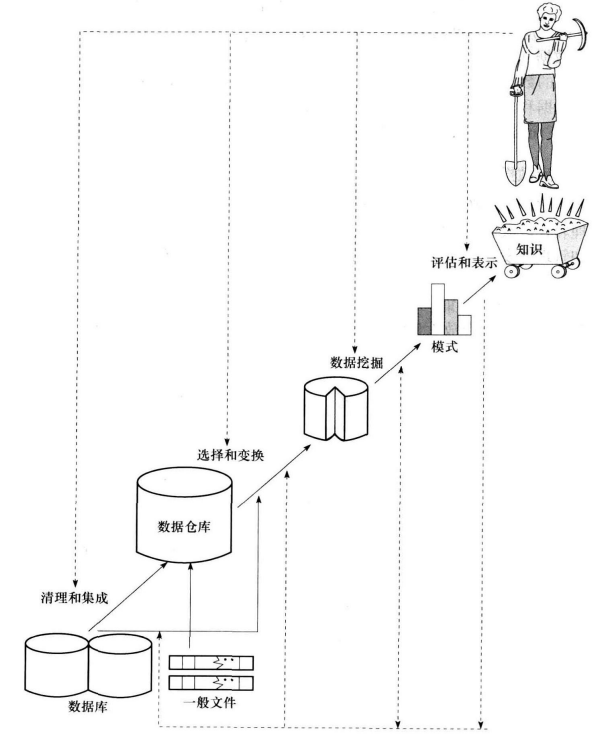 知识
评估和表示
模式
数据挖掘
选择和变换
数据仓库
清理和集成
数据库
一般文件